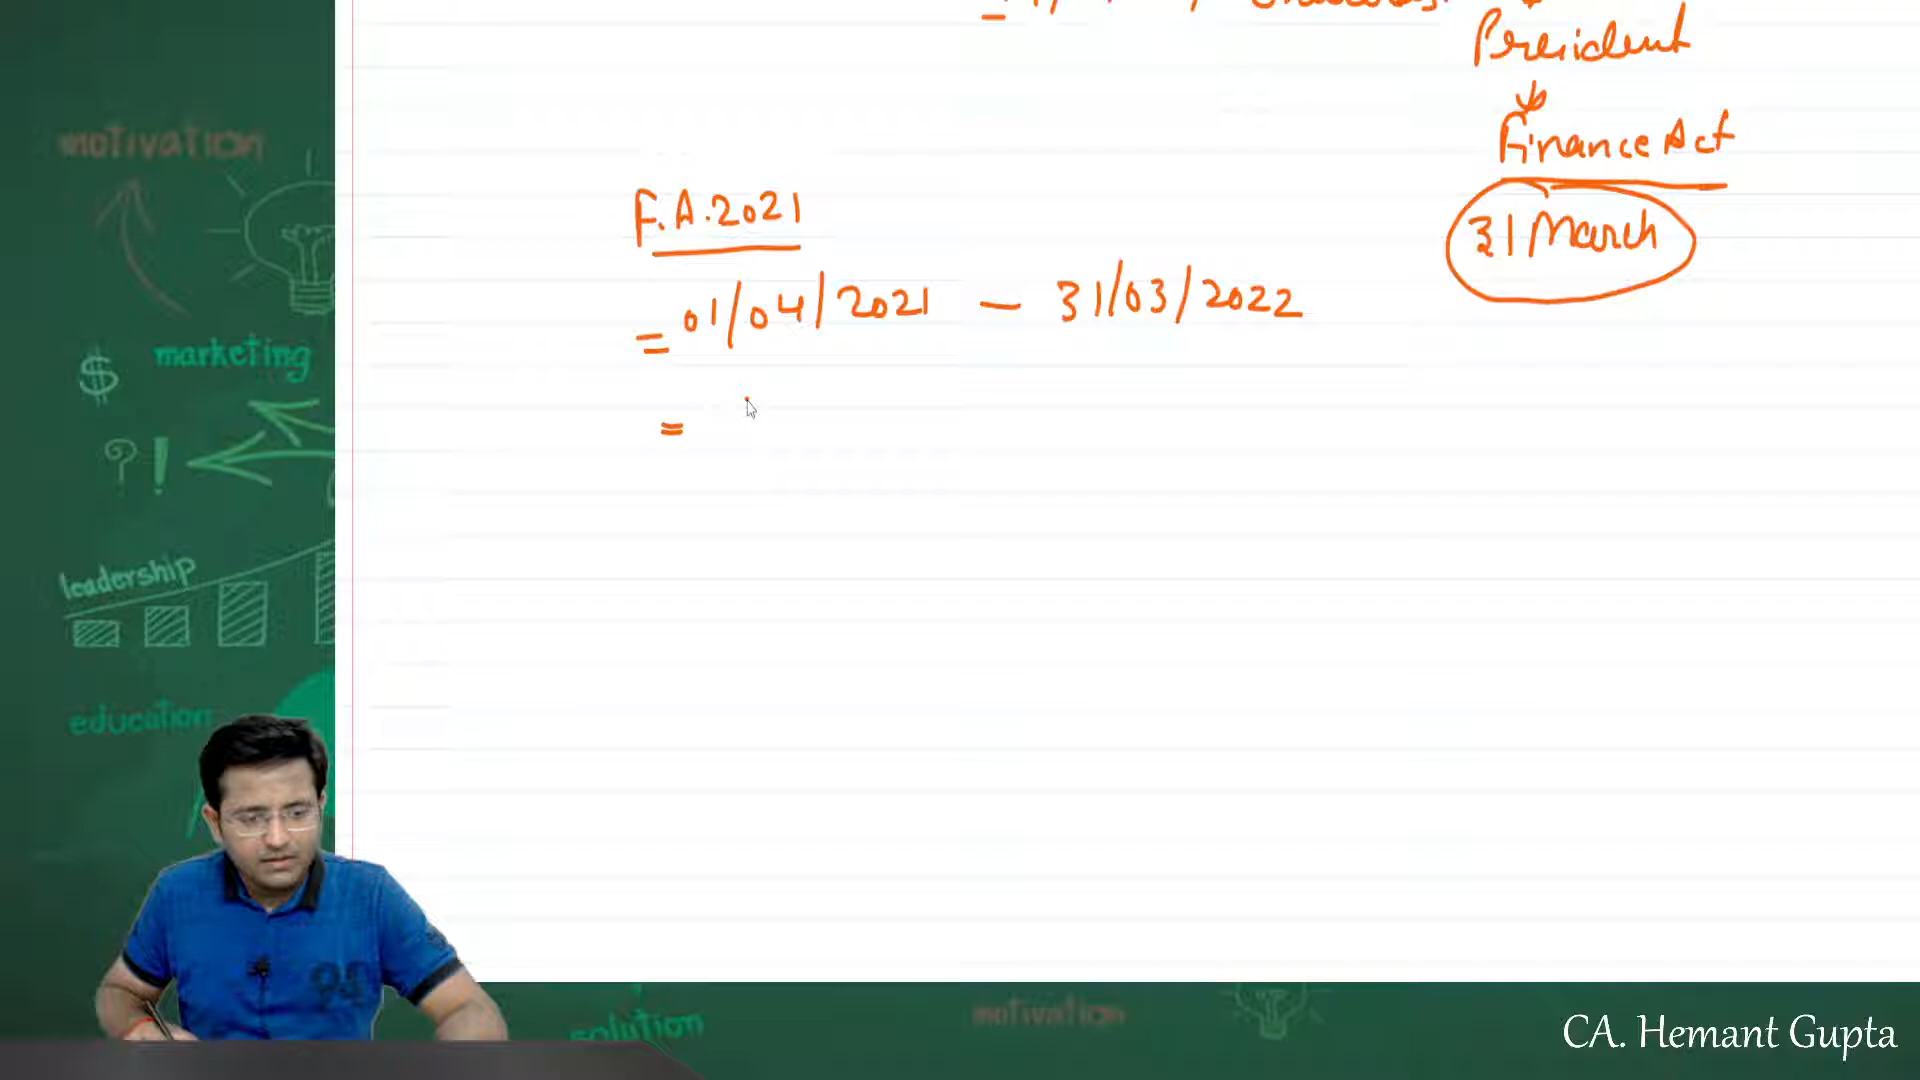 President
Finance Act
31 March
F.A.2021
= 01/04/2021 — 31/03/2022
=
motivation
$ marketing
? !
leadership
education
solution
motivation
CA. Hemant Gupta